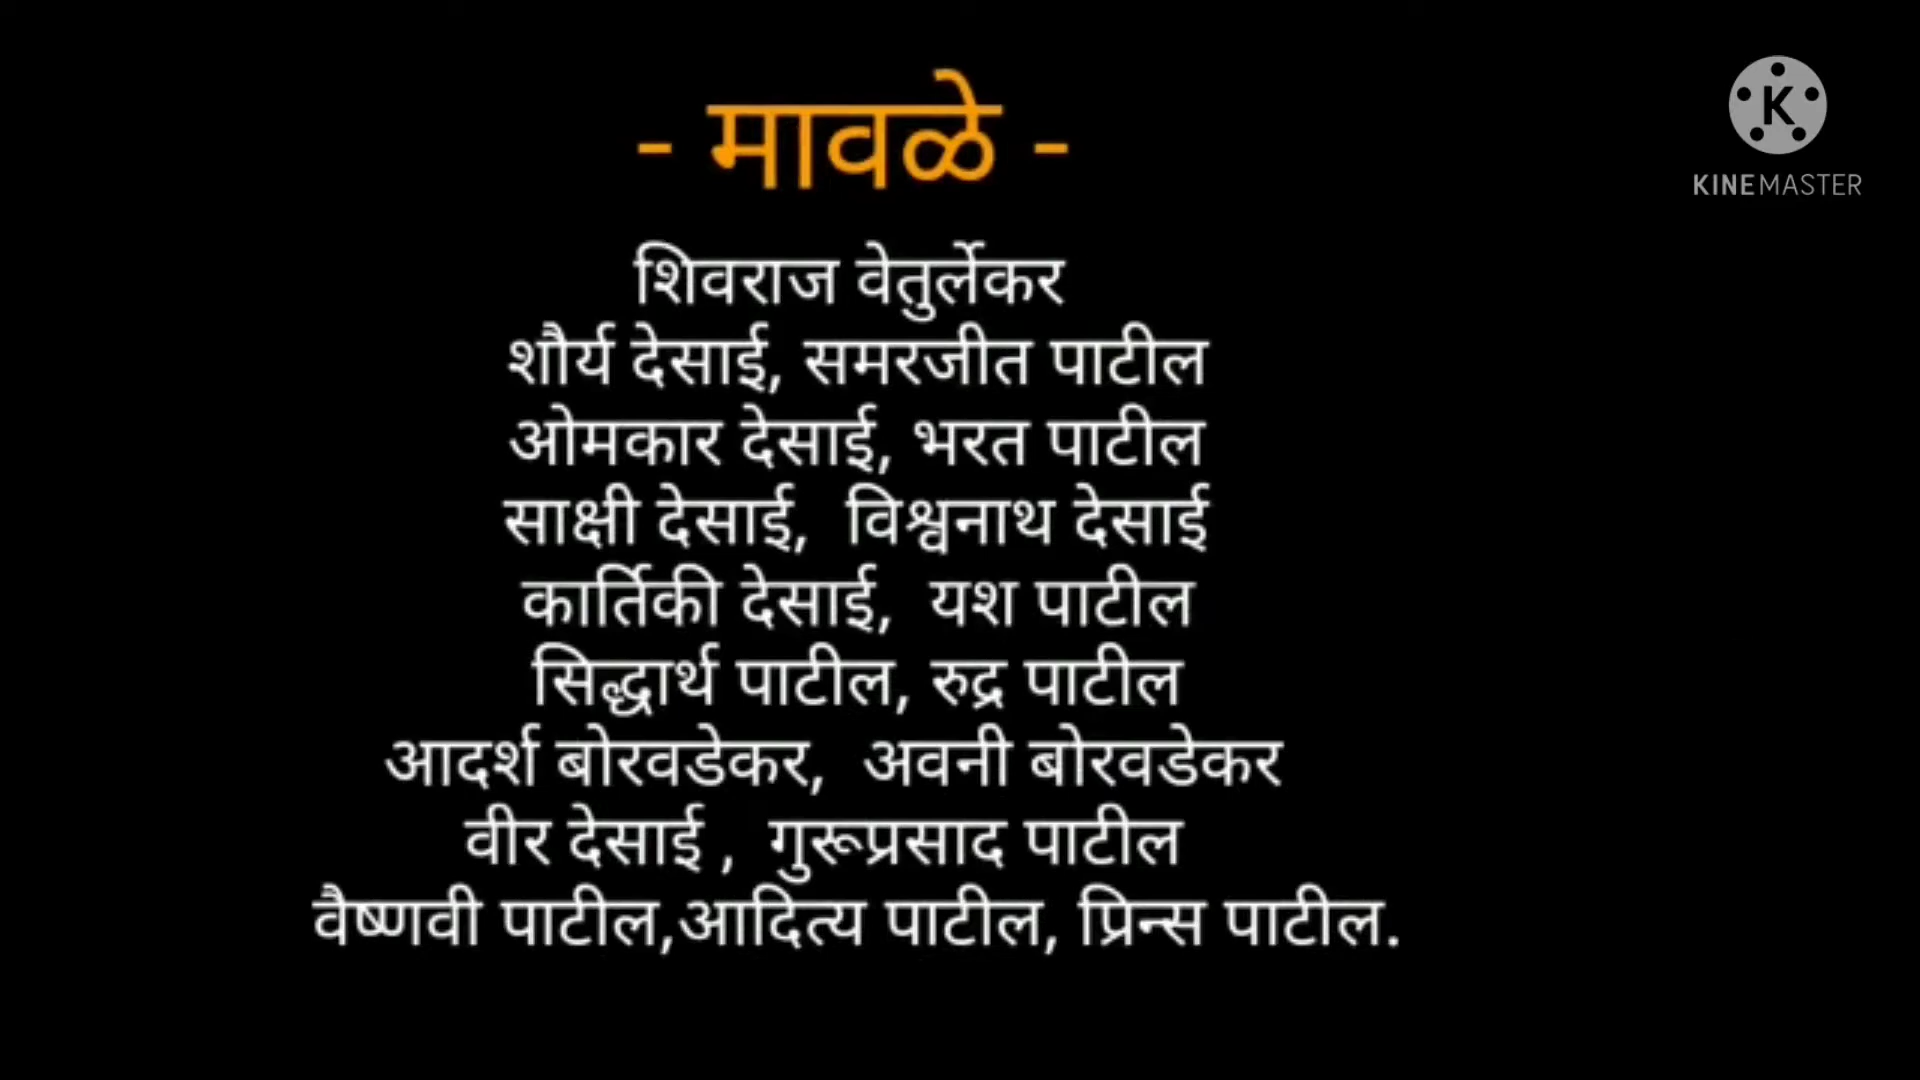 - मावळे -
K
KINEMASTER
शिवराज वेतुर्लेकर
शौर्य देसाई, समरजीत पाटील
ओमकार देसाई, भरत पाटील
साक्षी देसाई, विश्वनाथ देसाई
कार्तिकी देसाई, यश पाटील
सिद्धार्थ पाटील, रुद्र पाटील
आदर्श बोरवडेकर, अवनी बोरवडेकर
वीर देसाई , गुरूप्रसाद पाटील
वैष्णवी पाटील,आदित्य पाटील, प्रिन्स पाटील.